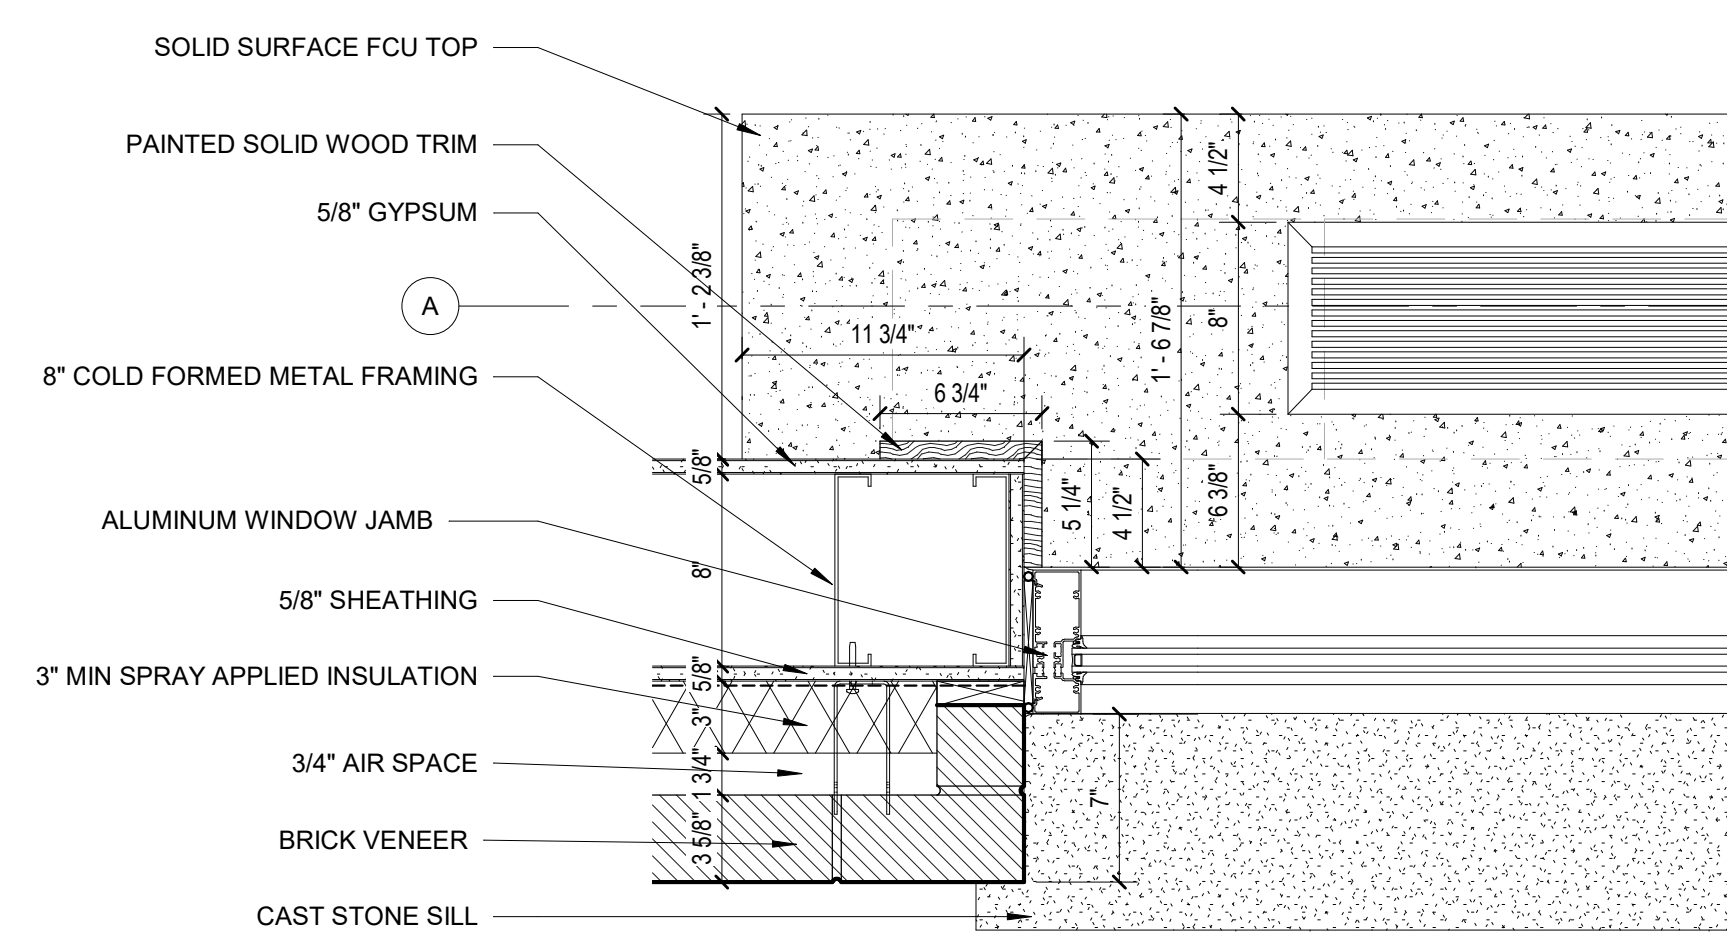 SOLID SURFACE FCU TOP
PAINTED SOLID WOOD TRIM
5/8" GYPSUM
A
8" COLD FORMED METAL FRAMING
ALUMINUM WINDOW JAMB
5/8" SHEATHING
3" MIN SPRAY APPLIED INSULATION
3/4" AIR SPACE
BRICK VENEER
CAST STONE SILL
1' - 2 3/8"
5/8"
8"
5/8"
3"
1 3/4"
3 5/8"
11 3/4"
6 3/4"
5 1/4"
4 1/2"
1' - 6 7/8"
4 1/2"
8"
6 3/8"
7"